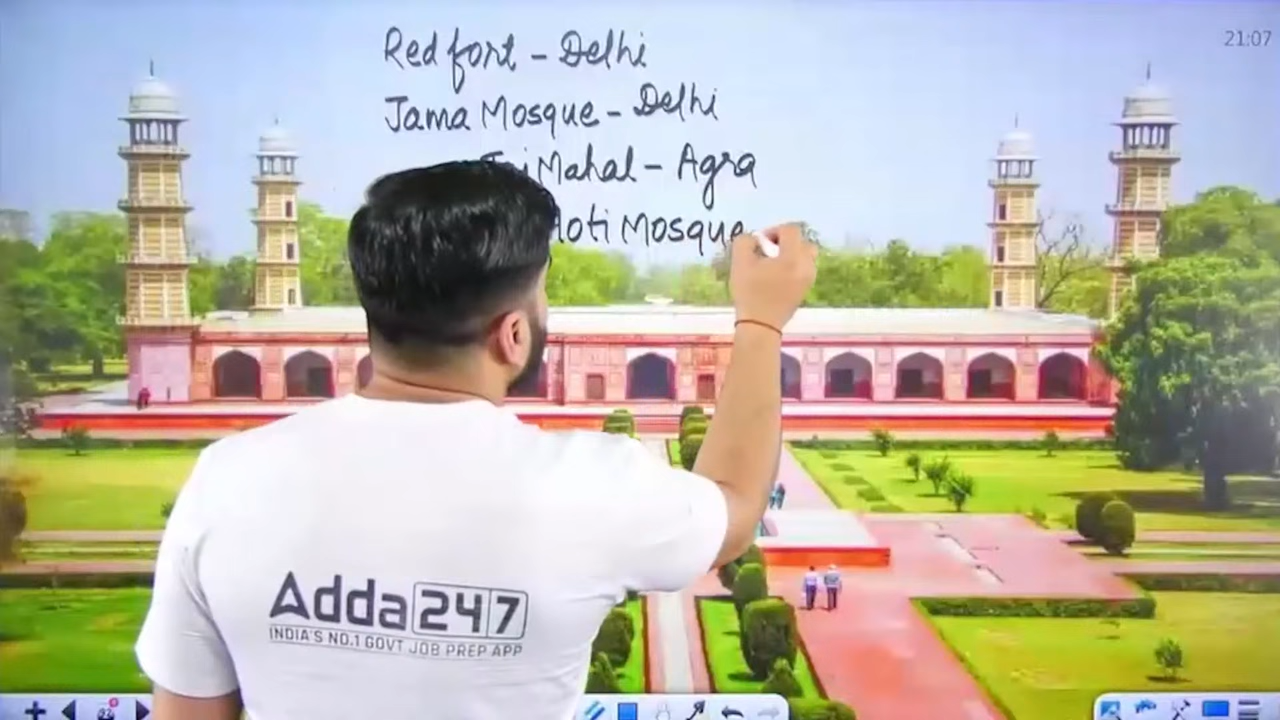 21:07
Red fort - Delhi
Jama Mosque - Delhi
Mahal - Agra
Moti Mosque
Adda247
INDIA'S NO.1 GOVT JOB PREP APP